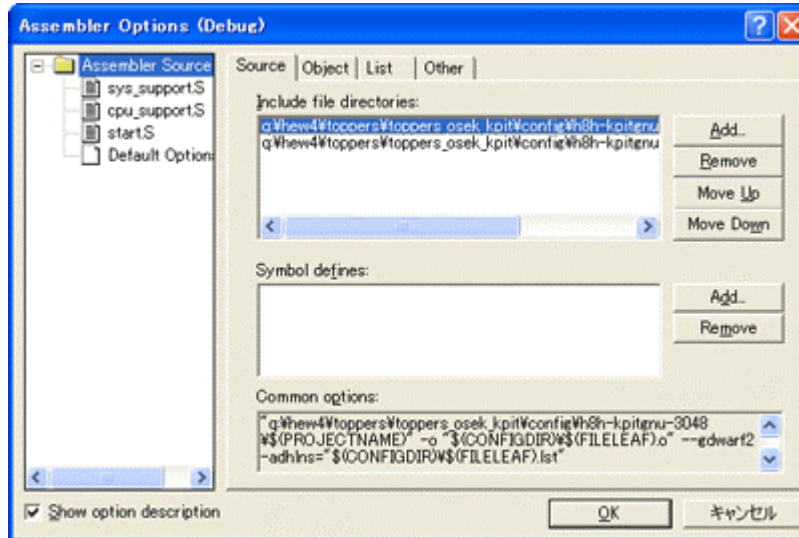 Assembler Options (Debug)
Assembler Source
sys_support.S
cpu_support.S
start.S
Default Option
Source
Object
List
Other
Include file directories:
q:¥hew4¥toppers¥toppers_osek_kpit¥config¥h8h-kpitgnu
q:¥hew4¥toppers¥toppers_osek_kpit¥config¥h8h-kpitgnu
Add...
Remove
Move Up
Move Down
Symbol defines:
Add...
Remove
Common options:
"q:¥hew4¥toppers¥toppers_osek_kpit¥config¥h8h-kpitgnu-3048
¥$(PROJECTNAME)" -o "$(CONFIGDIR)¥$(FILELEAF).o" --gdwarf2
-adhlns="$(CONFIGDIR)¥$(FILELEAF).lst"
Show option description
OK
キャンセル